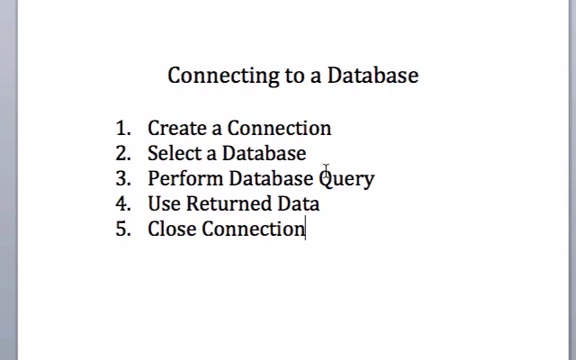 Connecting to a Database
1. Create a Connection
2. Select a Database
3. Perform Database Query
4. Use Returned Data
5. Close Connection